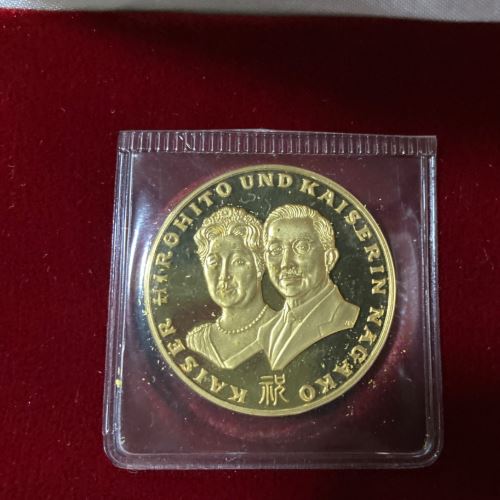 KAISER HIROHITO UND KAISERIN NAGAKO
祝